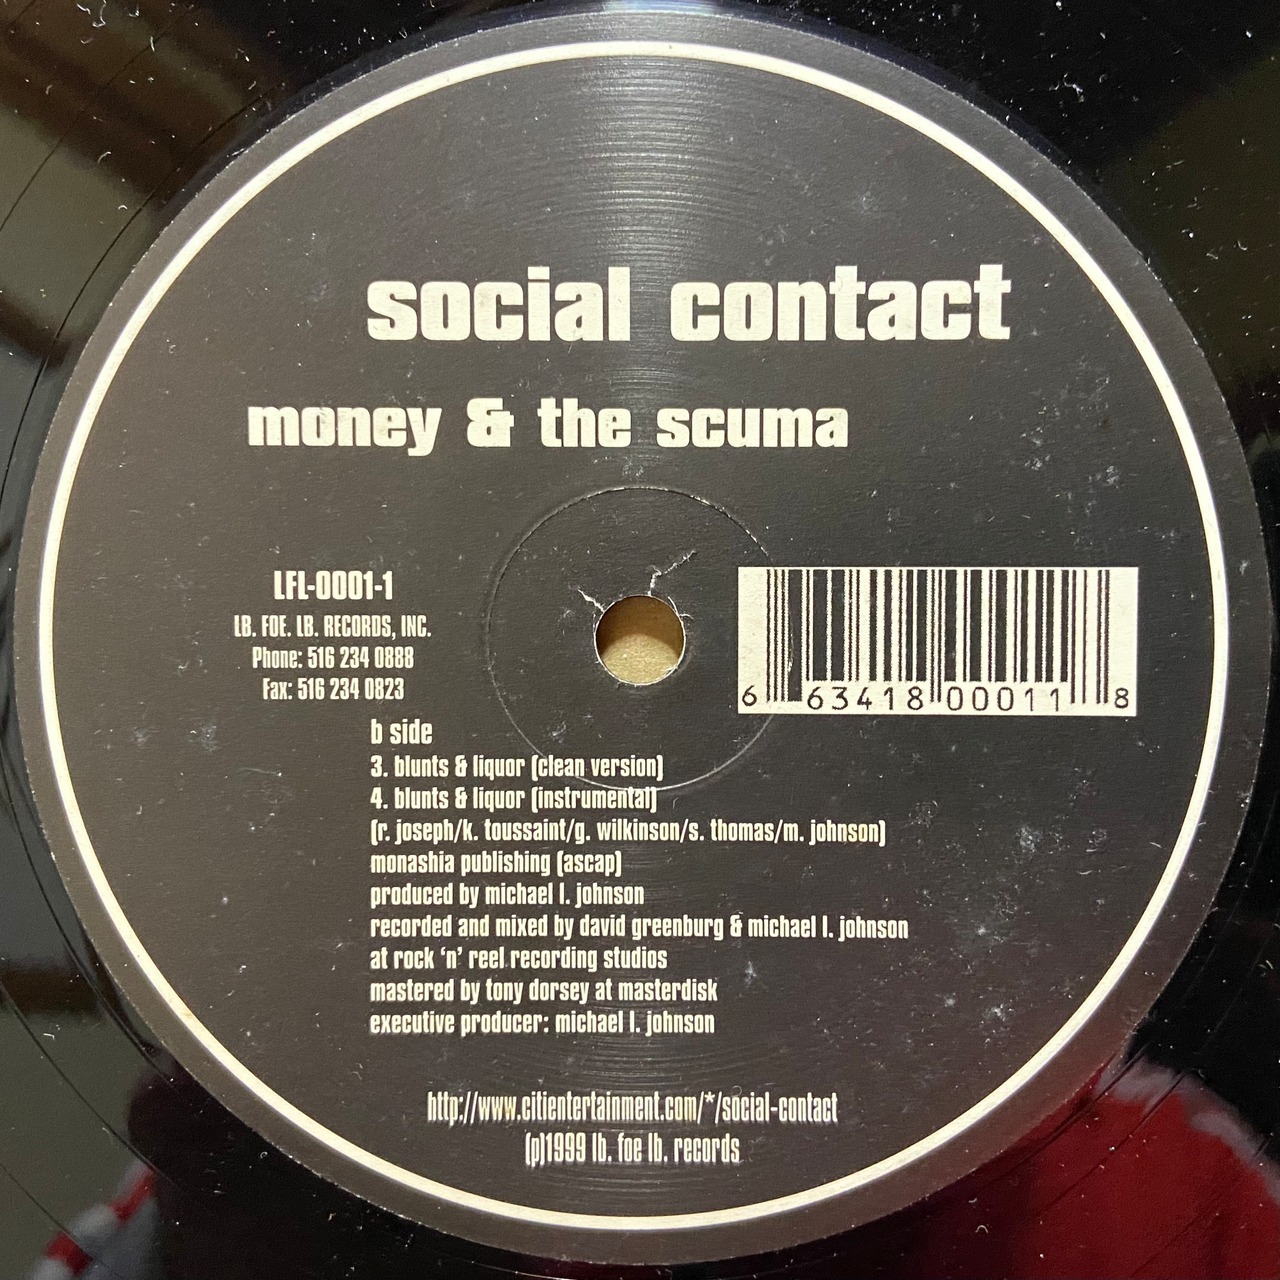 social contact
money & the scuma
LFL-0001-1
LB. FOE. LB. RECORDS, INC.
Phone: 516 234 0888
Fax: 516 234 0823
6 63418 00011 8
b side
3. blunts & liquor (clean version)
4. blunts & liquor (instrumental)
(r. joseph/k. toussaint/g. wilkinson/s. thomas/m. johnson)
monashia publishing (ascap)
produced by michael l. johnson
recorded and mixed by david greenburg & michael l. johnson
at rock ‘n’ reel recording studios
mastered by tony dorsey at masterdisk
executive producer: michael l. johnson
http://www.citientertainment.com/*/social-contact
(p)1999 lb. foe lb. records